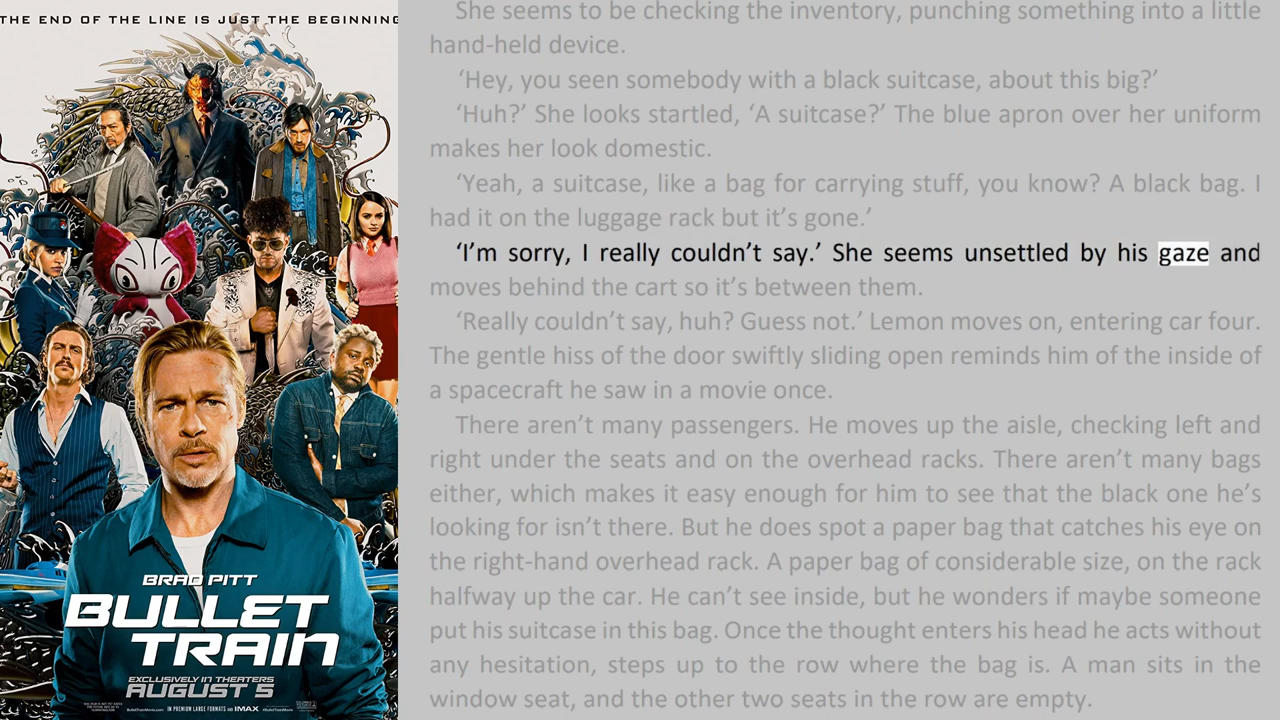 THE END OF THE LINE IS JUST THE BEGINNING
BRAD PITT
BULLET
TRAIN
EXCLUSIVELY IN THEATERS
AUGUST 5
IN PREMIUM LARGE FORMATS AND IMAX
She seems to be checking the inventory, punching something into a little
hand-held device.
‘Hey, you seen somebody with a black suitcase, about this big?’
‘Huh?’ She looks startled, ‘A suitcase?’ The blue apron over her uniform
makes her look domestic.
‘Yeah, a suitcase, like a bag for carrying stuff, you know? A black bag. I
had it on the luggage rack but it’s gone.’
‘I’m sorry, I really couldn’t say.’ She seems unsettled by his gaze and
moves behind the cart so it’s between them.
‘Really couldn’t say, huh? Guess not.’ Lemon moves on, entering car four.
The gentle hiss of the door swiftly sliding open reminds him of the inside of
a spacecraft he saw in a movie once.
There aren’t many passengers. He moves up the aisle, checking left and
right under the seats and on the overhead racks. There aren’t many bags
either, which makes it easy enough for him to see that the black one he’s
looking for isn’t there. But he does spot a paper bag that catches his eye on
the right-hand overhead rack. A paper bag of considerable size, on the rack
halfway up the car. He can’t see inside, but he wonders if maybe someone
put his suitcase in this bag. Once the thought enters his head he acts without
any hesitation, steps up to the row where the bag is. A man sits in the
window seat, and the other two seats in the row are empty.